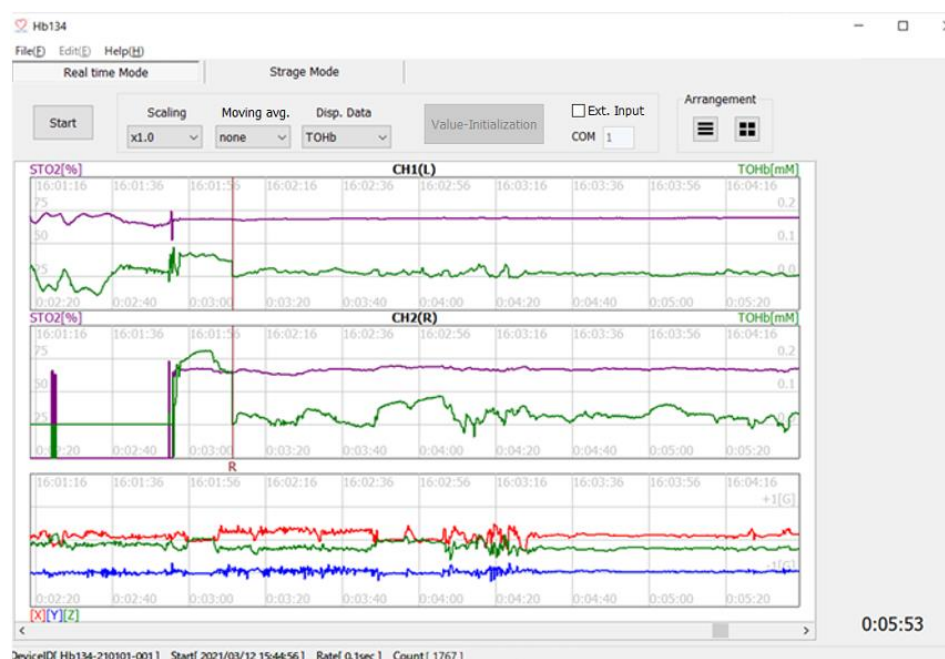 Hb134
File(F) Edit(E) Help(H)
Real time Mode Strage Mode
Start
Scaling Moving avg. Disp. Data
x1.0 none TOHb
Value-Initialization
Ext. Input
COM 1
Arrangement
STO2[%] CH1(L) TOHb[mM]
16:01:16 16:01:36 16:01:56 16:02:16 16:02:36 16:02:56 16:03:16 16:03:36 16:03:56 16:04:16
75 0.2
50 0.1
25 0.0
0:02:20 0:02:40 0:03:00 0:03:20 0:03:40 0:04:00 0:04:20 0:04:40 0:05:00 0:05:20
STO2[%] CH2(R) TOHb[mM]
16:01:16 16:01:36 16:01:56 16:02:16 16:02:36 16:02:56 16:03:16 16:03:36 16:03:56 16:04:16
75 0.2
50 0.1
25
0:02:20 0:02:40 0:03:00 0:03:20 0:03:40 0:04:00 0:04:20 0:04:40 0:05:00 0:05:20
R
16:01:16 16:01:36 16:01:56 16:02:16 16:02:36 16:02:56 16:03:16 16:03:36 16:03:56 16:04:16
+1[G]
-1[G]
0:02:20 0:02:40 0:03:00 0:03:20 0:03:40 0:04:00 0:04:20 0:04:40 0:05:00 0:05:20
[X][Y][Z]
0:05:53
DeviceID[ Hb134-210101-001 ] Start[ 2021/03/12 15:44:56 ] Rate[ 0.1sec ] Count[ 1767 ]